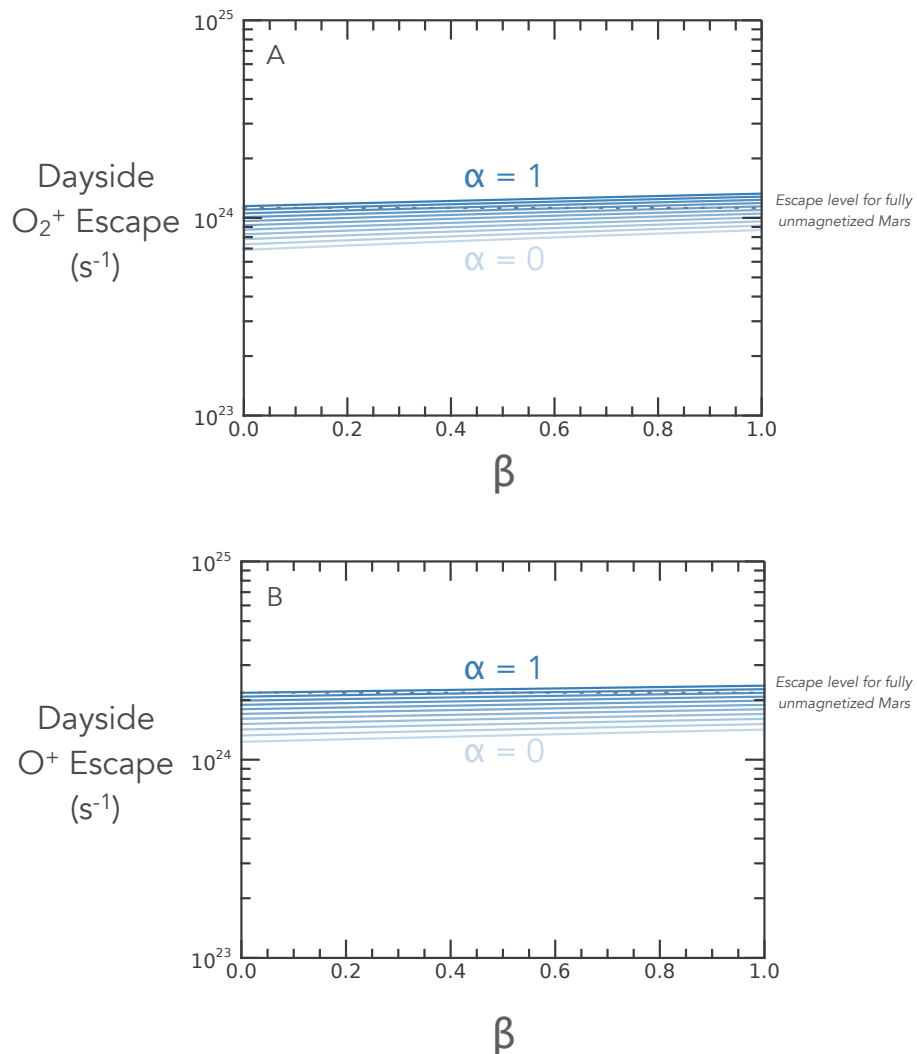 10²⁵
A
α = 1
Dayside
O₂⁺ Escape
(s⁻¹)
10²⁴
Escape level for fully
unmagnetized Mars
α = 0
10²³
0.0 0.2 0.4 0.6 0.8 1.0
β
10²⁵
B
α = 1
Escape level for fully
unmagnetized Mars
Dayside
O⁺ Escape
(s⁻¹)
10²⁴
α = 0
10²³
0.0 0.2 0.4 0.6 0.8 1.0
β